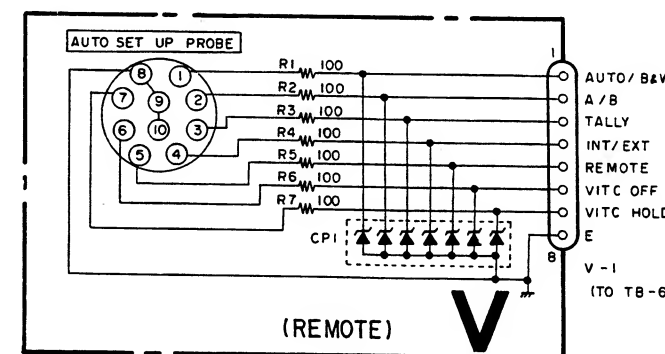 AUTO SET UP PROBE
8
1
7
2
9
6
10
3
5
4
R1 100
R2 100
R3 100
R4 100
R5 100
R6 100
R7 100
CP1
1
AUTO/B&W
A/B
TALLY
INT/EXT
REMOTE
VITC OFF
VITC HOLD
E
8
V-1
(TO TB-6
(REMOTE)
V